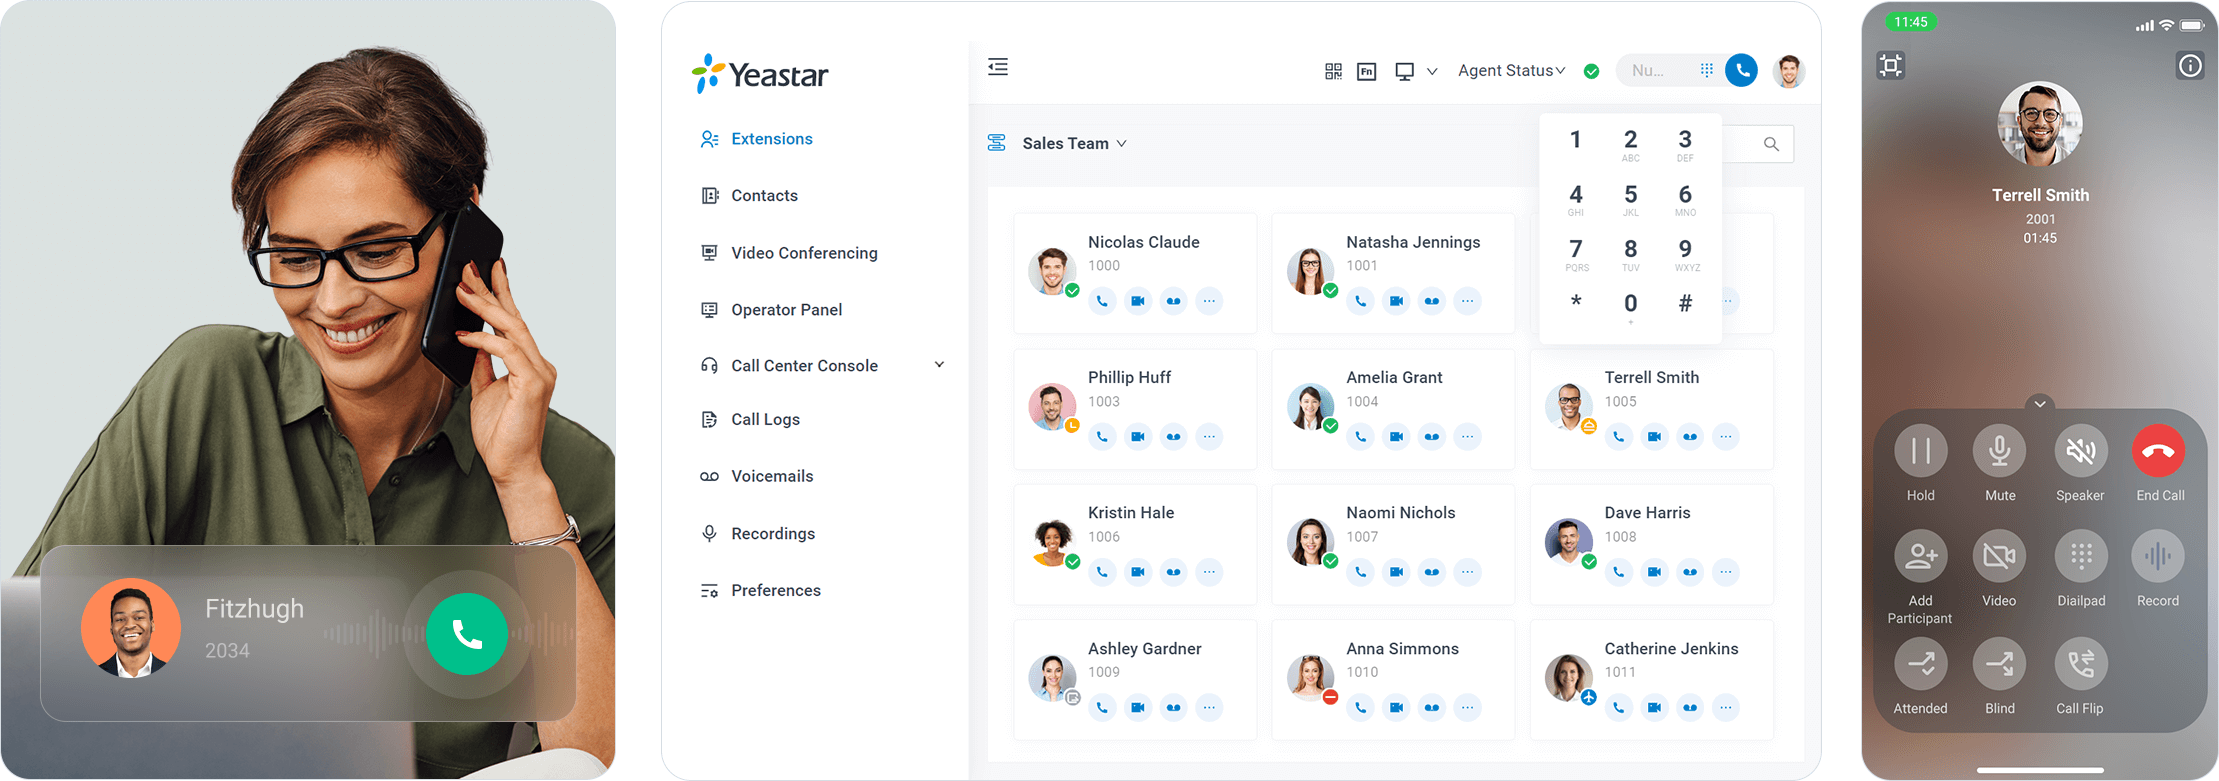 Fitzhugh
2034
Yeastar
Extensions
Contacts
Video Conferencing
Operator Panel
Call Center Console
Call Logs
Voicemails
Recordings
Preferences
Fn
Agent Status
Nu...
Sales Team
1 2 3
ABC DEF
4 5 6
GHI JKL MNO
7 8 9
PQRS TUV WXYZ
* 0 #
+
Nicolas Claude
1000
Natasha Jennings
1001
Phillip Huff
1003
Amelia Grant
1004
Terrell Smith
1005
Kristin Hale
1006
Naomi Nichols
1007
Dave Harris
1008
Ashley Gardner
1009
Anna Simmons
1010
Catherine Jenkins
1011
11:45
Terrell Smith
2001
01:45
Hold Mute Speaker End Call
Add
Participant
Video Diailpad Record
Attended Blind Call Flip